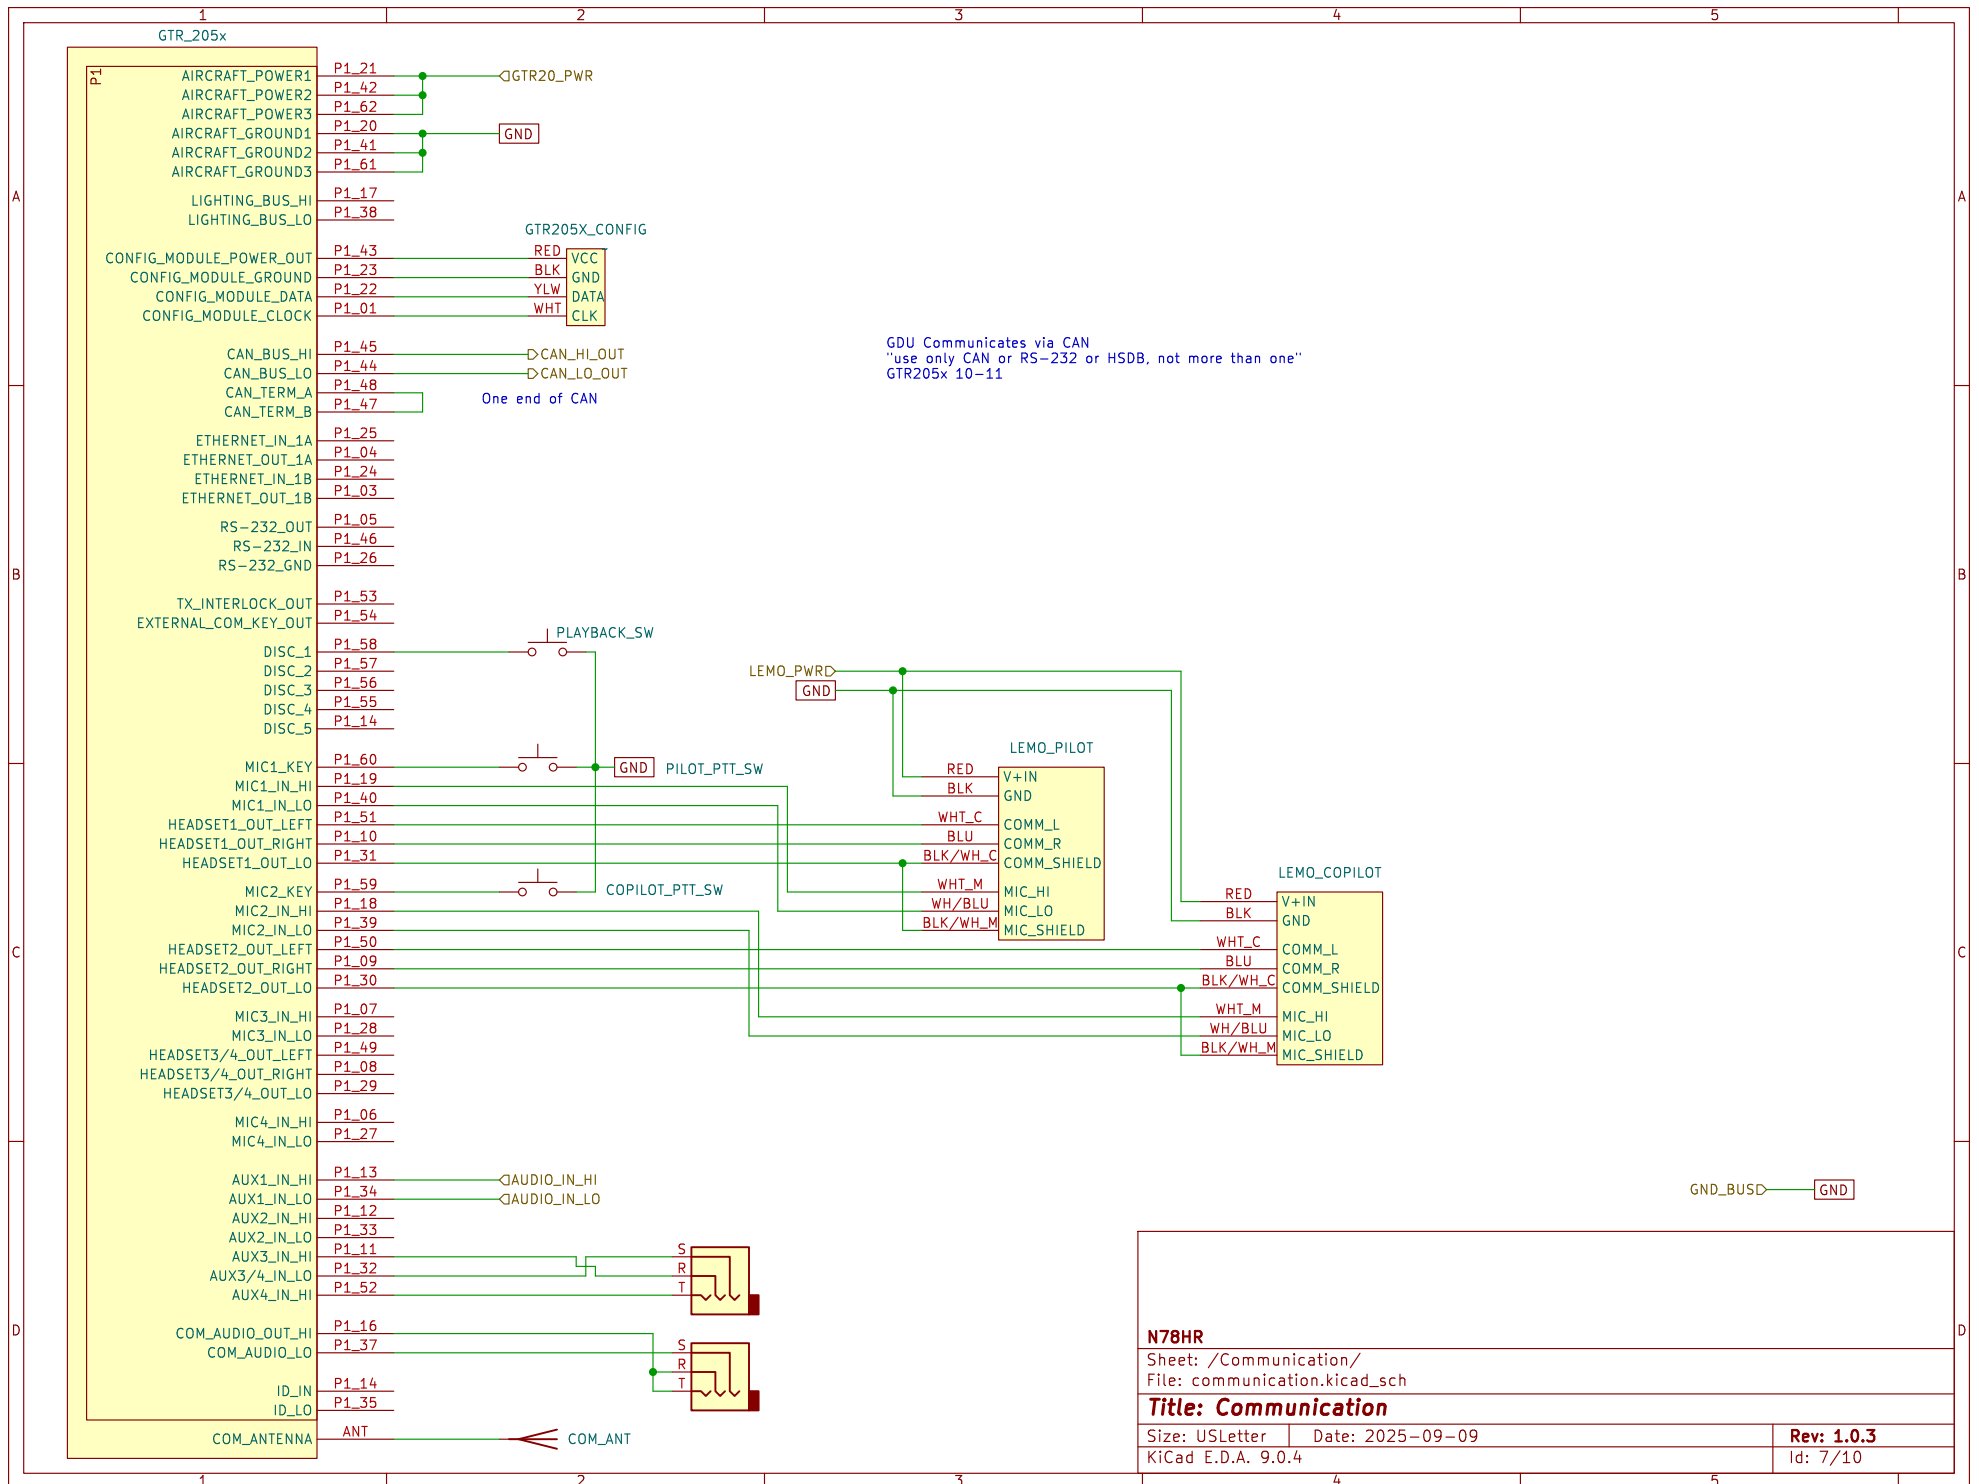 1 2 3 4 5
GTR_205x
P1
AIRCRAFT_POWER1 P1_21 GTR20_PWR
AIRCRAFT_POWER2 P1_42
AIRCRAFT_POWER3 P1_62
AIRCRAFT_GROUND1 P1_20 GND
AIRCRAFT_GROUND2 P1_41
AIRCRAFT_GROUND3 P1_61
A A
LIGHTING_BUS_HI P1_17
LIGHTING_BUS_LO P1_38
GTR205X_CONFIG
CONFIG_MODULE_POWER_OUT P1_43 RED VCC
CONFIG_MODULE_GROUND P1_23 BLK GND
CONFIG_MODULE_DATA P1_22 YLW DATA
CONFIG_MODULE_CLOCK P1_01 WHT CLK
GDU Communicates via CAN
"use only CAN or RS-232 or HSDB, not more than one"
GTR205x 10-11
CAN_BUS_HI P1_45 CAN_HI_OUT
CAN_BUS_LO P1_44 CAN_LO_OUT
CAN_TERM_A P1_48
One end of CAN
CAN_TERM_B P1_47
ETHERNET_IN_1A P1_25
ETHERNET_OUT_1A P1_04
ETHERNET_IN_1B P1_24
ETHERNET_OUT_1B P1_03
RS-232_OUT P1_05
RS-232_IN P1_46
RS-232_GND P1_26
B B
TX_INTERLOCK_OUT P1_53
EXTERNAL_COM_KEY_OUT P1_54
PLAYBACK_SW
DISC_1 P1_58
DISC_2 P1_57 LEMO_PWR
DISC_3 P1_56 GND
DISC_4 P1_55
DISC_5 P1_14
LEMO_PILOT
MIC1_KEY P1_60 GND PILOT_PTT_SW
RED V+IN
MIC1_IN_HI P1_19
BLK GND
MIC1_IN_LO P1_40
HEADSET1_OUT_LEFT P1_51 WHT_C COMM_L
HEADSET1_OUT_RIGHT P1_10 BLU COMM_R
HEADSET1_OUT_LO P1_31 BLK/WH_C COMM_SHIELD
LEMO_COPILOT
MIC2_KEY P1_59 COPILOT_PTT_SW WHT_M MIC_HI
RED V+IN
MIC2_IN_HI P1_18 WH/BLU MIC_LO
BLK GND
MIC2_IN_LO P1_39 BLK/WH_M MIC_SHIELD
C C
HEADSET2_OUT_LEFT P1_50 WHT_C COMM_L
HEADSET2_OUT_RIGHT P1_09 BLU COMM_R
HEADSET2_OUT_LO P1_30 BLK/WH_C COMM_SHIELD
MIC3_IN_HI P1_07 WHT_M MIC_HI
MIC3_IN_LO P1_28 WH/BLU MIC_LO
HEADSET3/4_OUT_LEFT P1_49 BLK/WH_M MIC_SHIELD
HEADSET3/4_OUT_RIGHT P1_08
HEADSET3/4_OUT_LO P1_29
MIC4_IN_HI P1_06
MIC4_IN_LO P1_27
AUX1_IN_HI P1_13 AUDIO_IN_HI
GND_BUS GND
AUX1_IN_LO P1_34 AUDIO_IN_LO
AUX2_IN_HI P1_12
AUX2_IN_LO P1_33
AUX3_IN_HI P1_11 S
AUX3/4_IN_LO P1_32 R
AUX4_IN_HI P1_52 T
D D
COM_AUDIO_OUT_HI P1_16
COM_AUDIO_LO P1_37 S
R
ID_IN P1_14 T
ID_LO P1_35
COM_ANTENNA ANT COM_ANT
N78HR
Sheet: /Communication/
File: communication.kicad_sch
Title: Communication
Size: USLetter Date: 2025-09-09 Rev: 1.0.3
KiCad E.D.A. 9.0.4 Id: 7/10
1 2 3 4 5